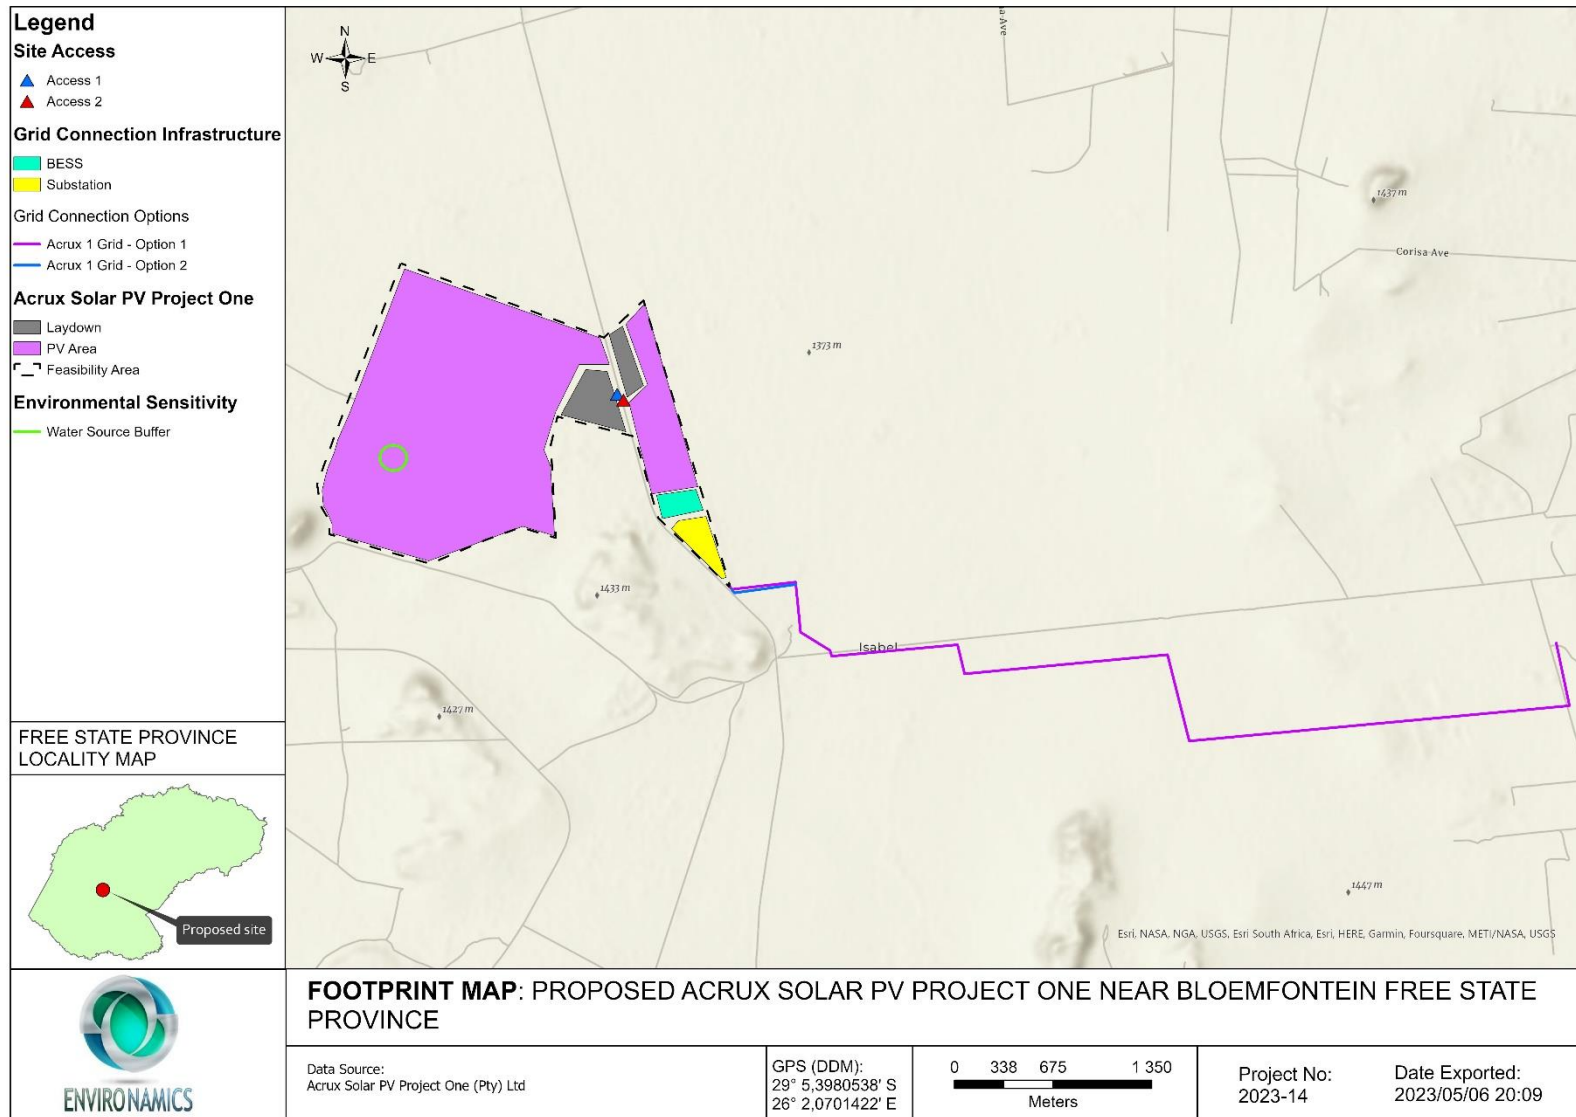 Legend
Site Access
Access 1
Access 2
Grid Connection Infrastructure
BESS
Substation
Grid Connection Options
Acrux 1 Grid - Option 1
Acrux 1 Grid - Option 2
Acrux Solar PV Project One
Laydown
PV Area
Feasibility Area
Environmental Sensitivity
Water Source Buffer
N
W
E
S
sna Ave
1437 m
Corisa Ave
1373 m
1433 m
Isabel
1427 m
1447 m
Esri, NASA, NGA, USGS, Esri South Africa, Esri, HERE, Garmin, Foursquare, METI/NASA, USGS
FREE STATE PROVINCE
LOCALITY MAP
Proposed site
ENVIRONAMICS
FOOTPRINT MAP: PROPOSED ACRUX SOLAR PV PROJECT ONE NEAR BLOEMFONTEIN FREE STATE
PROVINCE
Data Source:
Acrux Solar PV Project One (Pty) Ltd
GPS (DDM):
29° 5,3980538' S
26° 2,0701422' E
0 338 675 1 350
Meters
Project No:
2023-14
Date Exported:
2023/05/06 20:09